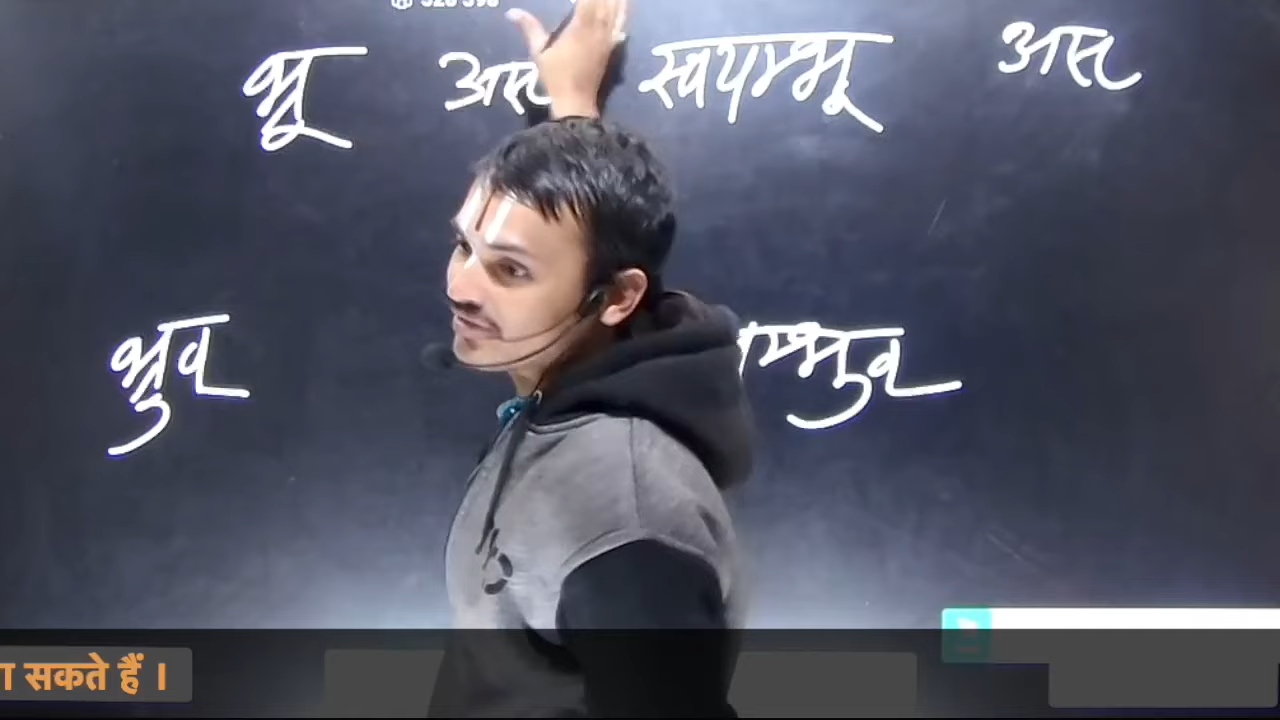 भू अस् स्वयम्भू अस्
भुव् म्भुव्
सकते हैं ।